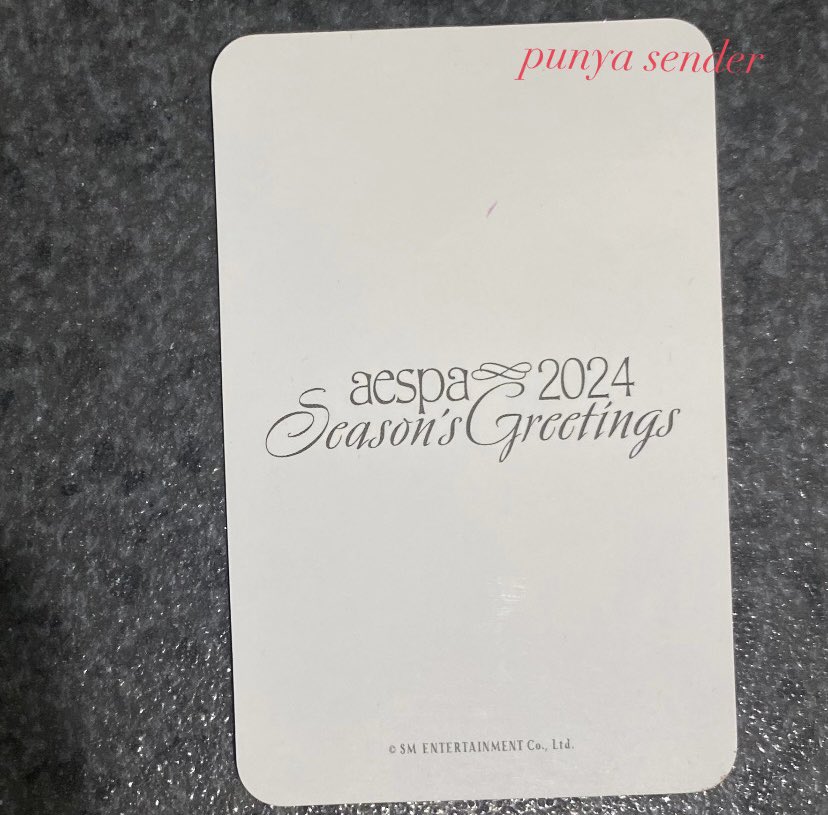 punya sender
aespa 2024
Season's Greetings
© SM ENTERTAINMENT Co., Ltd.